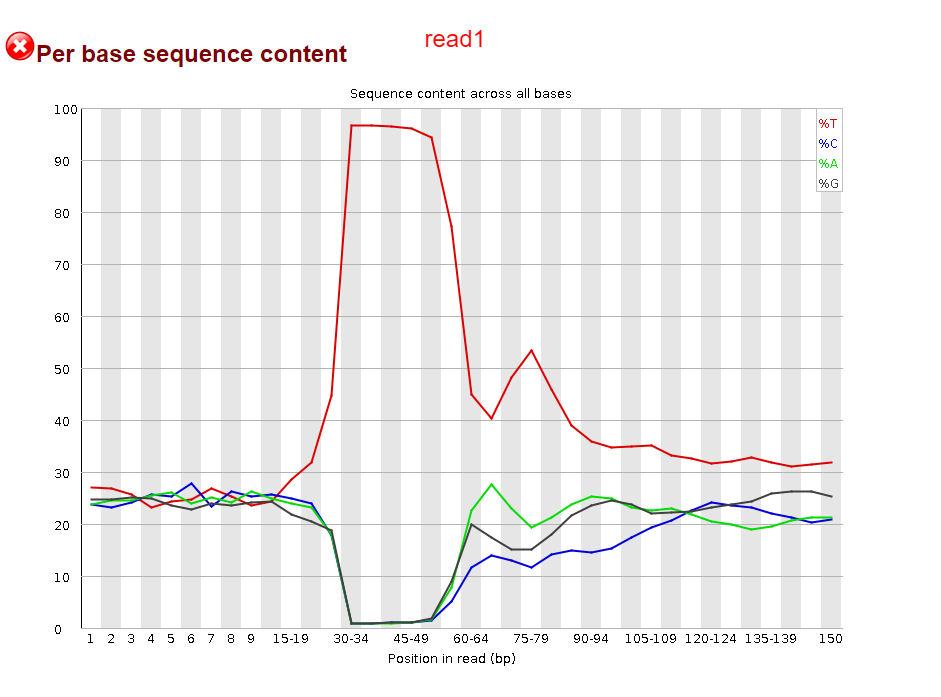 read1
Per base sequence content
Sequence content across all bases
100
90
80
70
60
50
40
30
20
10
0
%T
%C
%A
%G
1 2 3 4 5 6 7 8 9 15-19 30-34 45-49 60-64 75-79 90-94 105-109 120-124 135-139 150
Position in read (bp)